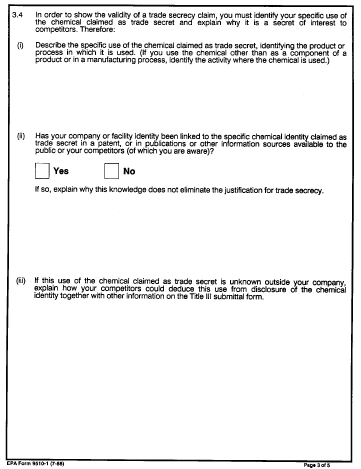 3.4 In order to show the validity of a trade secrecy claim, you must identify your specific use of
the chemical claimed as trade secret and explain why it is a secret of interest to
competitors. Therefore:
(i) Describe the specific use of the chemical claimed as trade secret, identifying the product or
process in which it is used. (If you use the chemical other than as a component of a
product or in a manufacturing process, identify the activity where the chemical is used.)
(ii) Has your company or facility identity been linked to the specific chemical identity claimed as
trade secret in a patent, or in publications or other information sources available to the
public or your competitors (of which you are aware)?
Yes No
If so, explain why this knowledge does not eliminate the justification for trade secrecy.
(iii) If this use of the chemical claimed as trade secret is unknown outside your company,
explain how your competitors could deduce this use from disclosure of the chemical
identity together with other information on the Title III submittal form.
EPA Form 9510-1 (7-88) Page 3 of 5